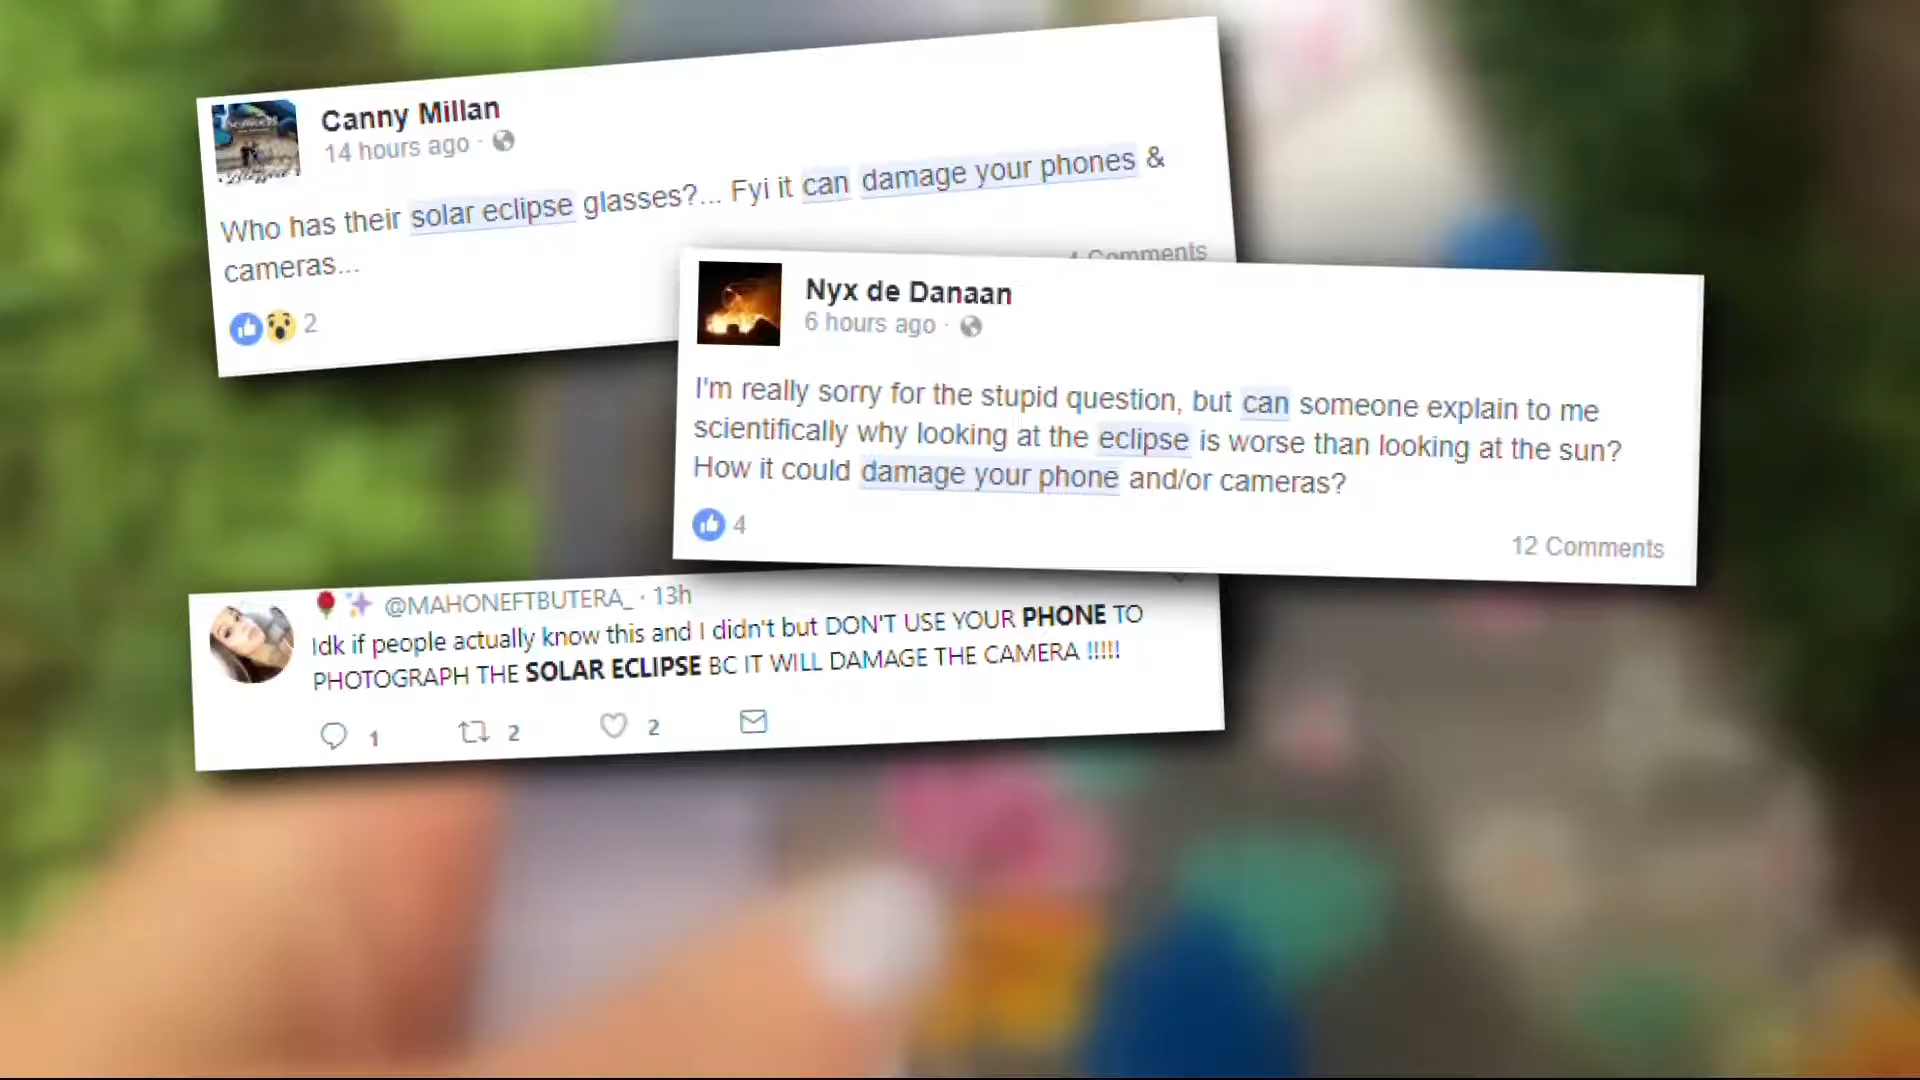 Canny Millan
14 hours ago ·
Who has their solar eclipse glasses?... Fyi it can damage your phones &
cameras...
2
Comments
Nyx de Danaan
6 hours ago ·
I'm really sorry for the stupid question, but can someone explain to me
scientifically why looking at the eclipse is worse than looking at the sun?
How it could damage your phone and/or cameras?
4
12 Comments
@MAHONEFTBUTERA_ · 13h
Idk if people actually know this and I didn't but DON'T USE YOUR PHONE TO
PHOTOGRAPH THE SOLAR ECLIPSE BC IT WILL DAMAGE THE CAMERA !!!!!
1 2 2